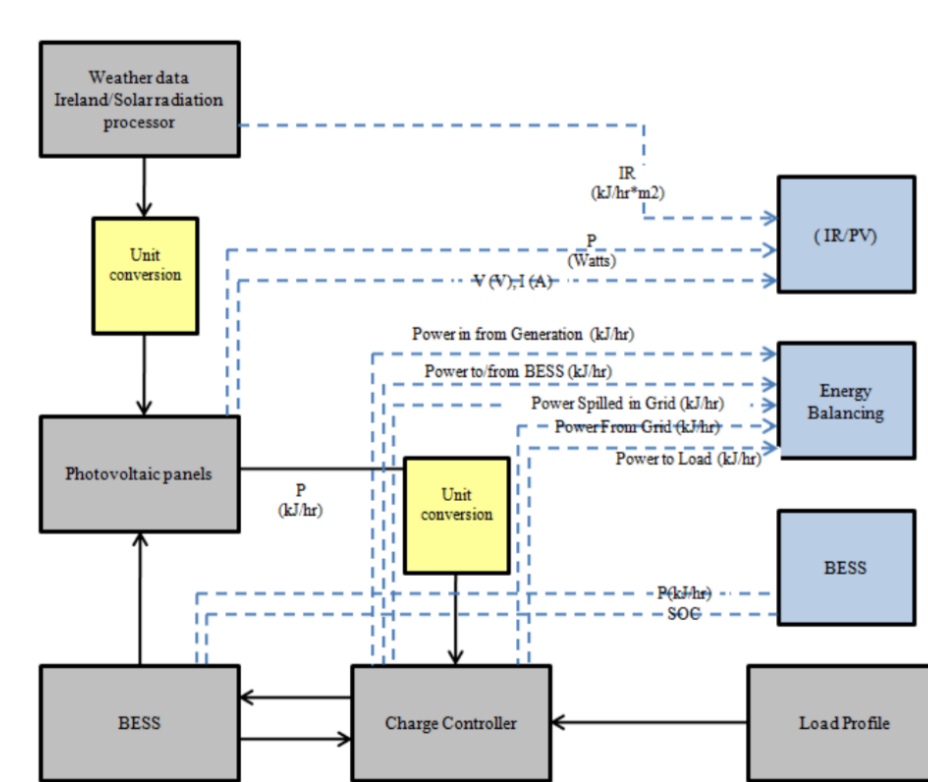 Weather data
Ireland/Solar radiation
processor
IR
(kJ/hr*m2)
( IR/PV)
Unit
conversion
P
(Watts)
V (V), I (A)
Power in from Generation (kJ/hr)
Power to/from BESS (kJ/hr)
Power Spilled in Grid (kJ/hr)
Power From Grid (kJ/hr)
Power to Load (kJ/hr)
Energy
Balancing
Photovoltaic panels
P
(kJ/hr)
Unit
conversion
BESS
P(kJ/hr)
SOC
BESS
Charge Controller
Load Profile